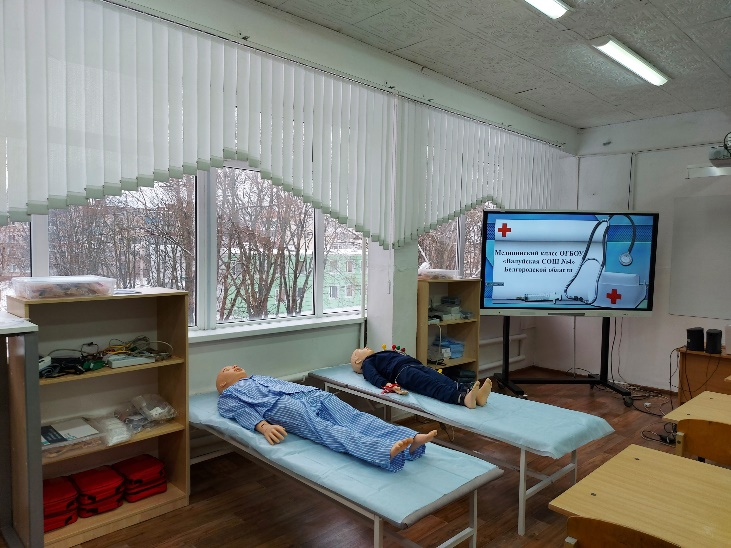 Медицинский класс ОГБОУ
«Валуйская СОШ №4»
Белгородской области